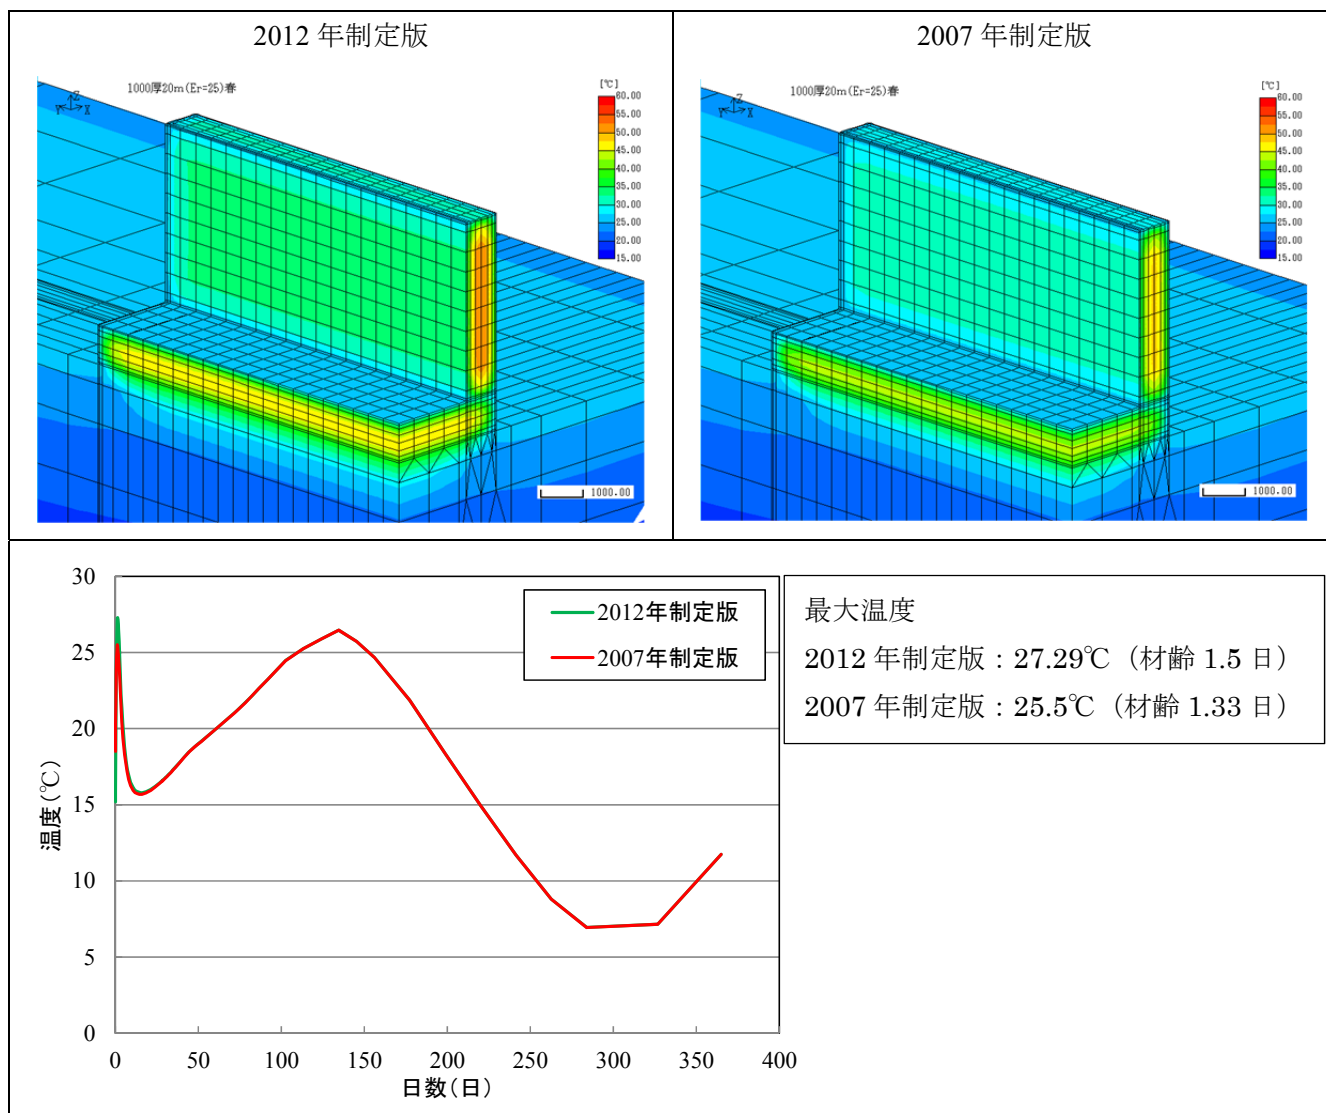 2012 年制定版
2007 年制定版
1000厚20m(Er=25)春
Z
Y X
[℃]
60.00
55.00
50.00
45.00
40.00
35.00
30.00
25.00
20.00
15.00
1000.00
1000厚20m(Er=25)春
Z
Y X
[℃]
60.00
55.00
50.00
45.00
40.00
35.00
30.00
25.00
20.00
15.00
1000.00
30
25
20
15
10
5
0
温度(℃)
0 50 100 150 200 250 300 350 400
日数(日)
2012年制定版
2007年制定版
最大温度
2012 年制定版：27.29℃（材齢 1.5 日）
2007 年制定版：25.5℃（材齢 1.33 日）